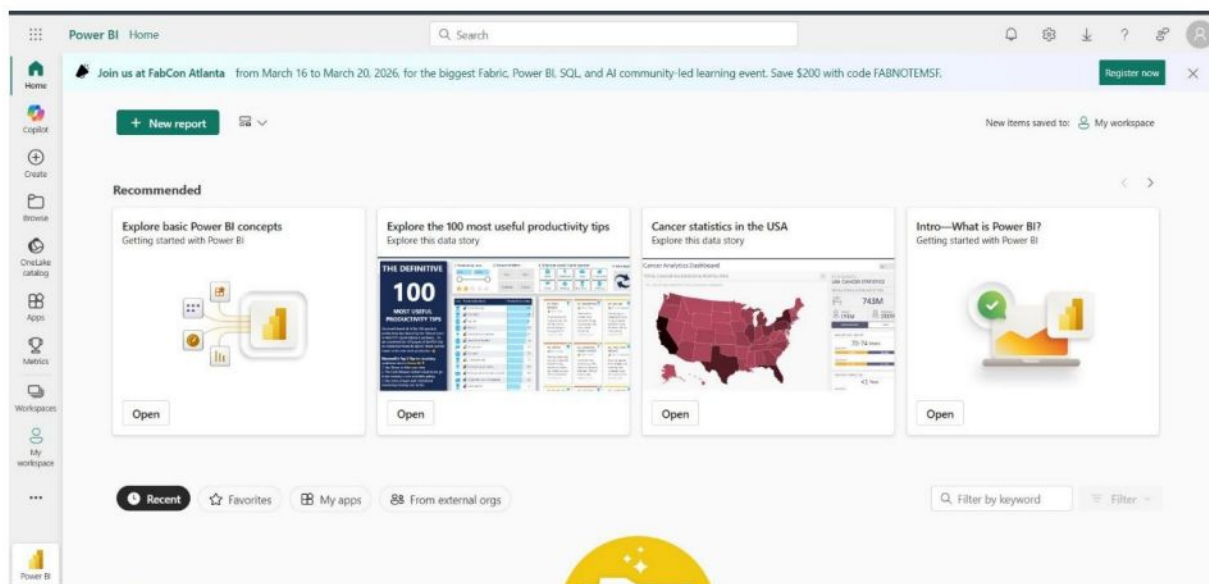 Power BI Home
Search
Join us at FabCon Atlanta from March 16 to March 20, 2026, for the biggest Fabric, Power BI, SQL, and AI community-led learning event. Save $200 with code FABNOTEMSF.
Register now
Home
Copilot
Create
Browse
OneLake
catalog
Apps
Metrics
Workspaces
My
workspace
Power BI
New report
New items saved to: My workspace
Recommended
Explore basic Power BI concepts
Getting started with Power BI
Open
Explore the 100 most useful productivity tips
Explore this data story
THE DEFINITIVE
100
MOST USEFUL
PRODUCTIVITY TIPS
Open
Cancer statistics in the USA
Explore this data story
Cancer Analytics Dashboard
USA CANCER STATISTICS
743M
70-74
Open
Intro—What is Power BI?
Getting started with Power BI
Open
Recent
Favorites
My apps
From external orgs
Filter by keyword
Filter